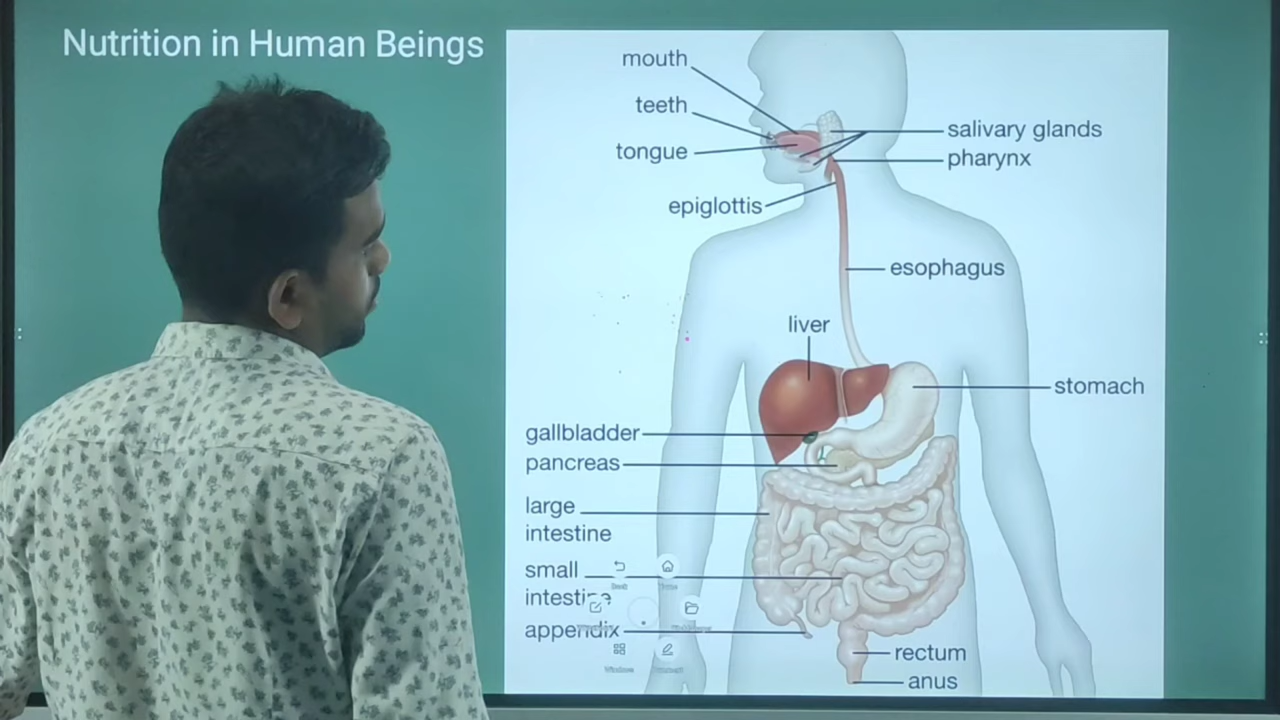 Nutrition in Human Beings
mouth
teeth
tongue
salivary glands
pharynx
epiglottis
esophagus
liver
stomach
gallbladder
pancreas
large
intestine
small
intestine
appendix
rectum
anus